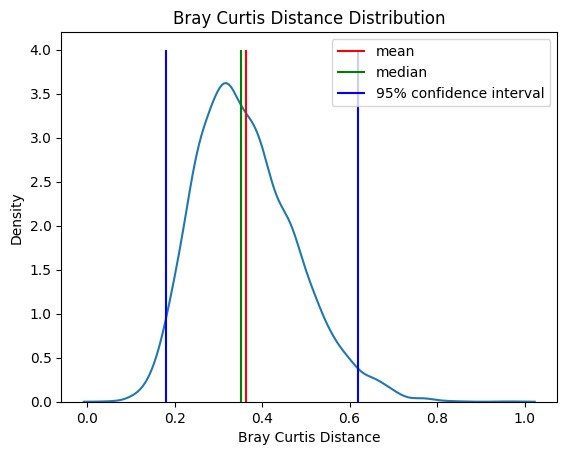 Bray Curtis Distance Distribution
mean
median
95% confidence interval
4.0
3.5
3.0
2.5
2.0
1.5
1.0
0.5
0.0
Density
0.0 0.2 0.4 0.6 0.8 1.0
Bray Curtis Distance